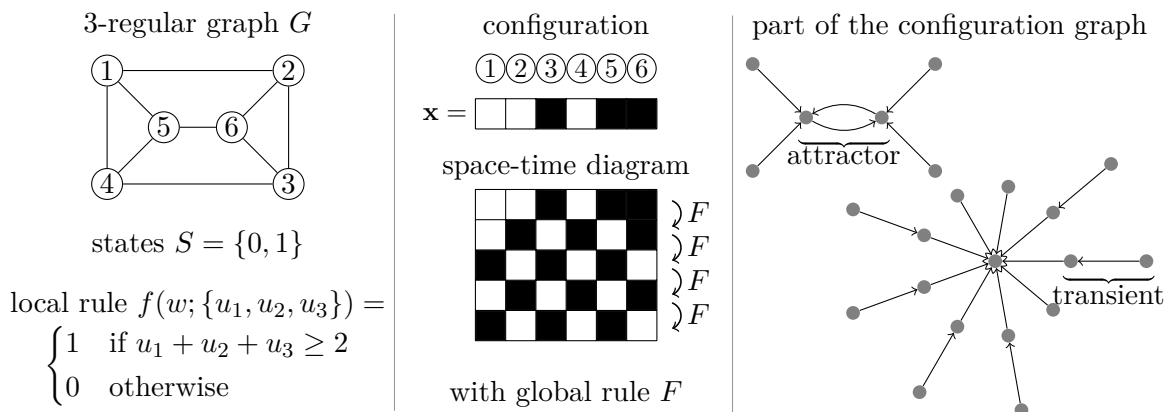 3-regular graph G
1
2
5
6
4
3
states S = {0, 1}
local rule f(w; {u₁, u₂, u₃}) =
1 if u₁ + u₂ + u₃ ≥ 2
0 otherwise
configuration
1 2 3 4 5 6
x =
space-time diagram
F
F
F
F
with global rule F
part of the configuration graph
attractor
transient